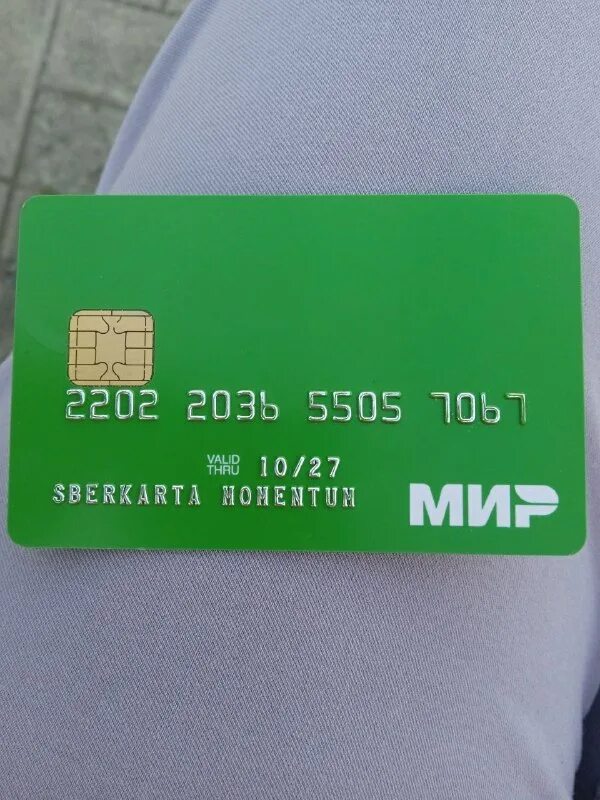 2202 2036 5505 7067
VALID
THRU 10/27
SBERKARTA MOMENTUM
МИР